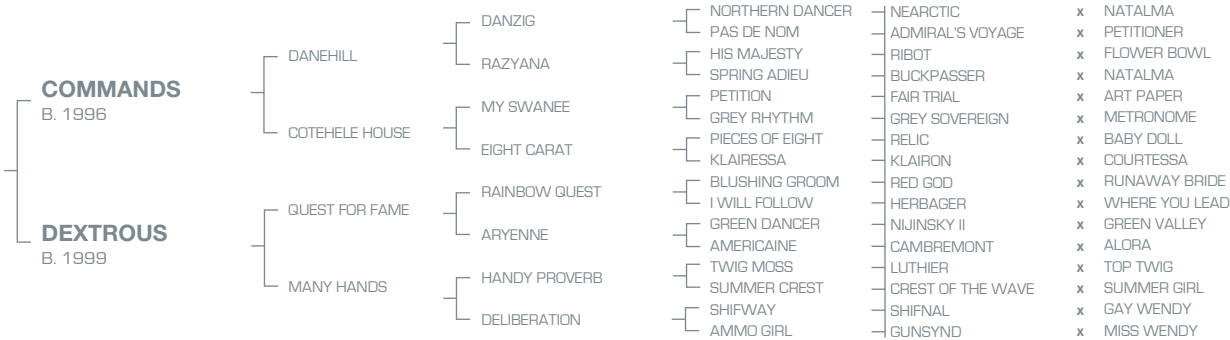 COMMANDS
B. 1996
DEXTROUS
B. 1999
DANEHILL
COTEHELE HOUSE
QUEST FOR FAME
MANY HANDS
DANZIG
RAZYANA
MY SWANEE
EIGHT CARAT
RAINBOW QUEST
ARYENNE
HANDY PROVERB
DELIBERATION
NORTHERN DANCER
PAS DE NOM
HIS MAJESTY
SPRING ADIEU
PETITION
GREY RHYTHM
PIECES OF EIGHT
KLAIRESSA
BLUSHING GROOM
I WILL FOLLOW
GREEN DANCER
AMERICAINE
TWIG MOSS
SUMMER CREST
SHIFWAY
AMMO GIRL
NEARCTIC x NATALMA
ADMIRAL'S VOYAGE x PETITIONER
RIBOT x FLOWER BOWL
BUCKPASSER x NATALMA
FAIR TRIAL x ART PAPER
GREY SOVEREIGN x METRONOME
RELIC x BABY DOLL
KLAIRON x COURTESSA
RED GOD x RUNAWAY BRIDE
HERBAGER x WHERE YOU LEAD
NIJINSKY II x GREEN VALLEY
CAMBREMONT x ALORA
LUTHIER x TOP TWIG
CREST OF THE WAVE x SUMMER GIRL
SHIFNAL x GAY WENDY
GUNSYND x MISS WENDY